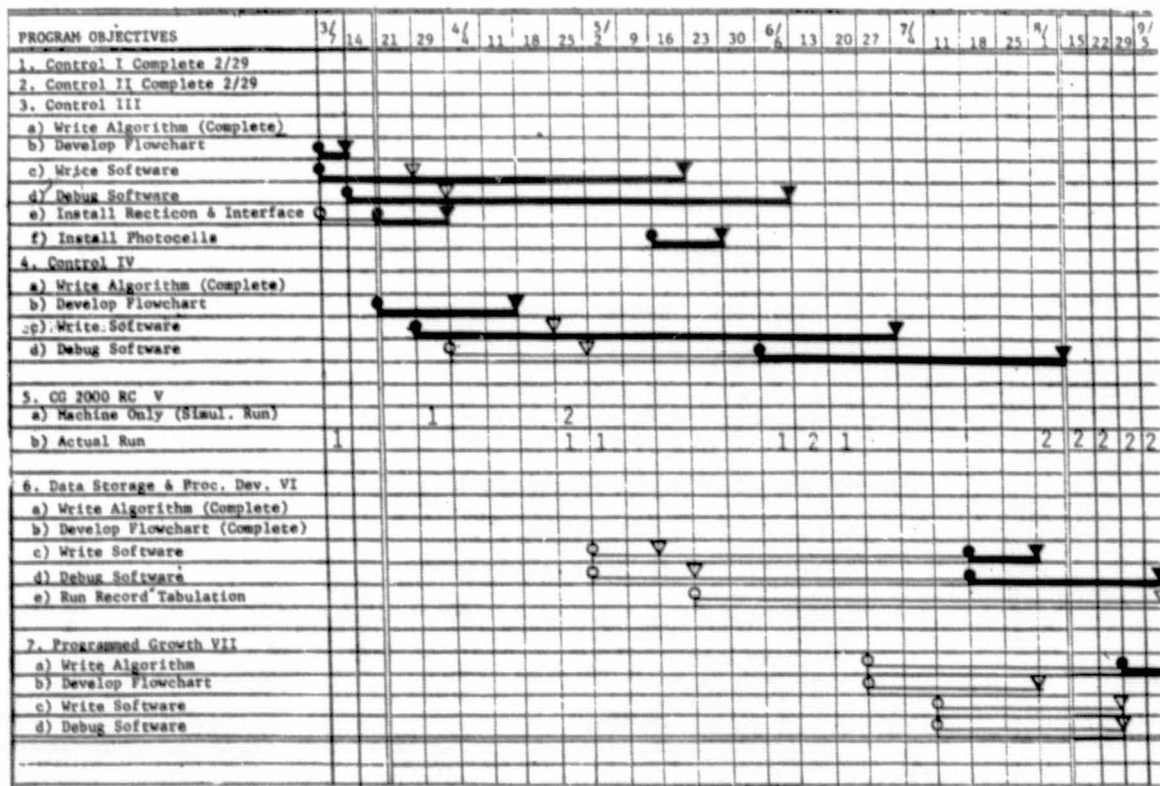 PROGRAM OBJECTIVES 3/7 14 21 29 4/4 11 18 25 5/2 9 16 23 30 6/6 13 20 27 7/4 11 18 25 8/1 15 22 29 9/5
1. Control I Complete 2/29
2. Control II Complete 2/29
3. Control III
a) Write Algorithm (Complete)
b) Develop Flowchart
c) Write Software
d) Debug Software
e) Install Recticon & Interface
f) Install Photocells
4. Control IV
a) Write Algorithm (Complete)
b) Develop Flowchart
c) Write Software
d) Debug Software
5. CG 2000 RC V
a) Machine Only (Simul. Run) 1 2
b) Actual Run 1 1 1 1 2 1 2 2 2 2 2
6. Data Storage & Proc. Dev. VI
a) Write Algorithm (Complete)
b) Develop Flowchart (Complete)
c) Write Software
d) Debug Software
e) Run Record Tabulation
7. Programmed Growth VII
a) Write Algorithm
b) Develop Flowchart
c) Write Software
d) Debug Software